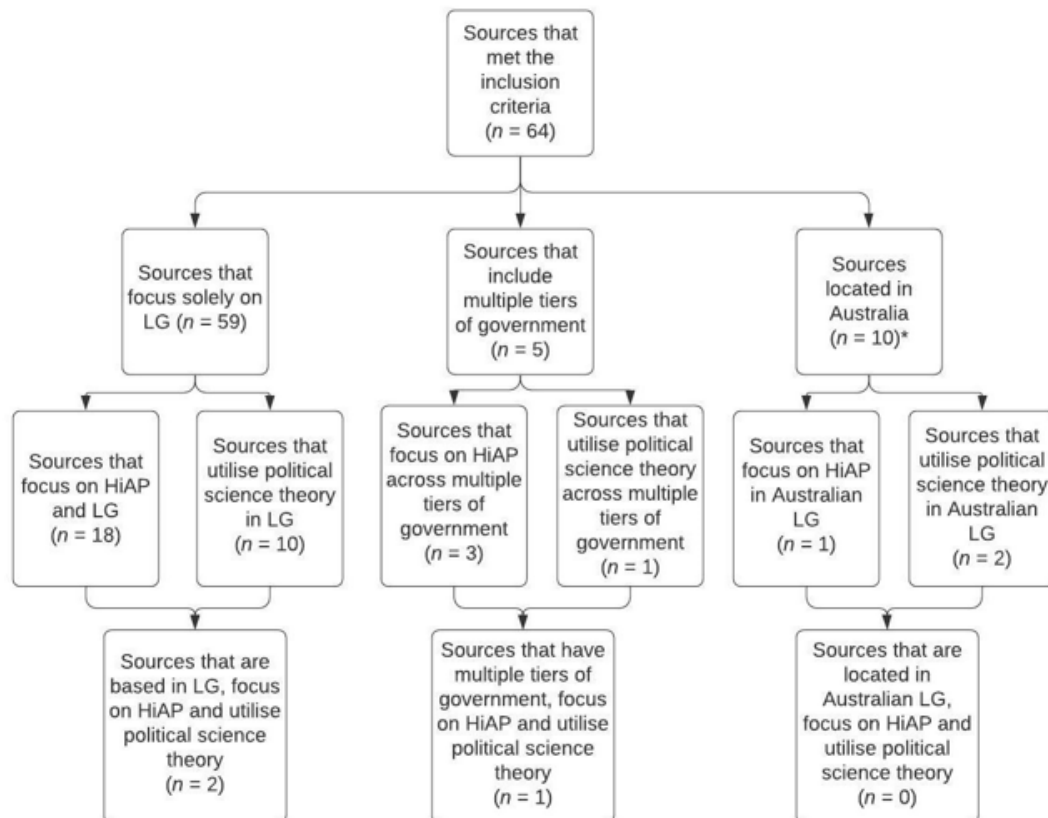 Sources that
met the
inclusion
criteria
(n = 64)
Sources that
focus solely on
LG (n = 59)
Sources that
include
multiple tiers
of government
(n = 5)
Sources
located in
Australia
(n = 10)*
Sources that
focus on HiAP
and LG
(n = 18)
Sources that
utilise political
science theory
in LG
(n = 10)
Sources that
focus on HiAP
across multiple
tiers of
government
(n = 3)
Sources that
utilise political
science theory
across multiple
tiers of
government
(n = 1)
Sources that
focus on HiAP
in Australian
LG
(n = 1)
Sources that
utilise political
science theory
in Australian
LG
(n = 2)
Sources that are
based in LG, focus
on HiAP and utilise
political science
theory
(n = 2)
Sources that have
multiple tiers of
government, focus
on HiAP and utilise
political science
theory
(n = 1)
Sources that are
located in
Australian LG,
focus on HiAP and
utilise political
science theory
(n = 0)